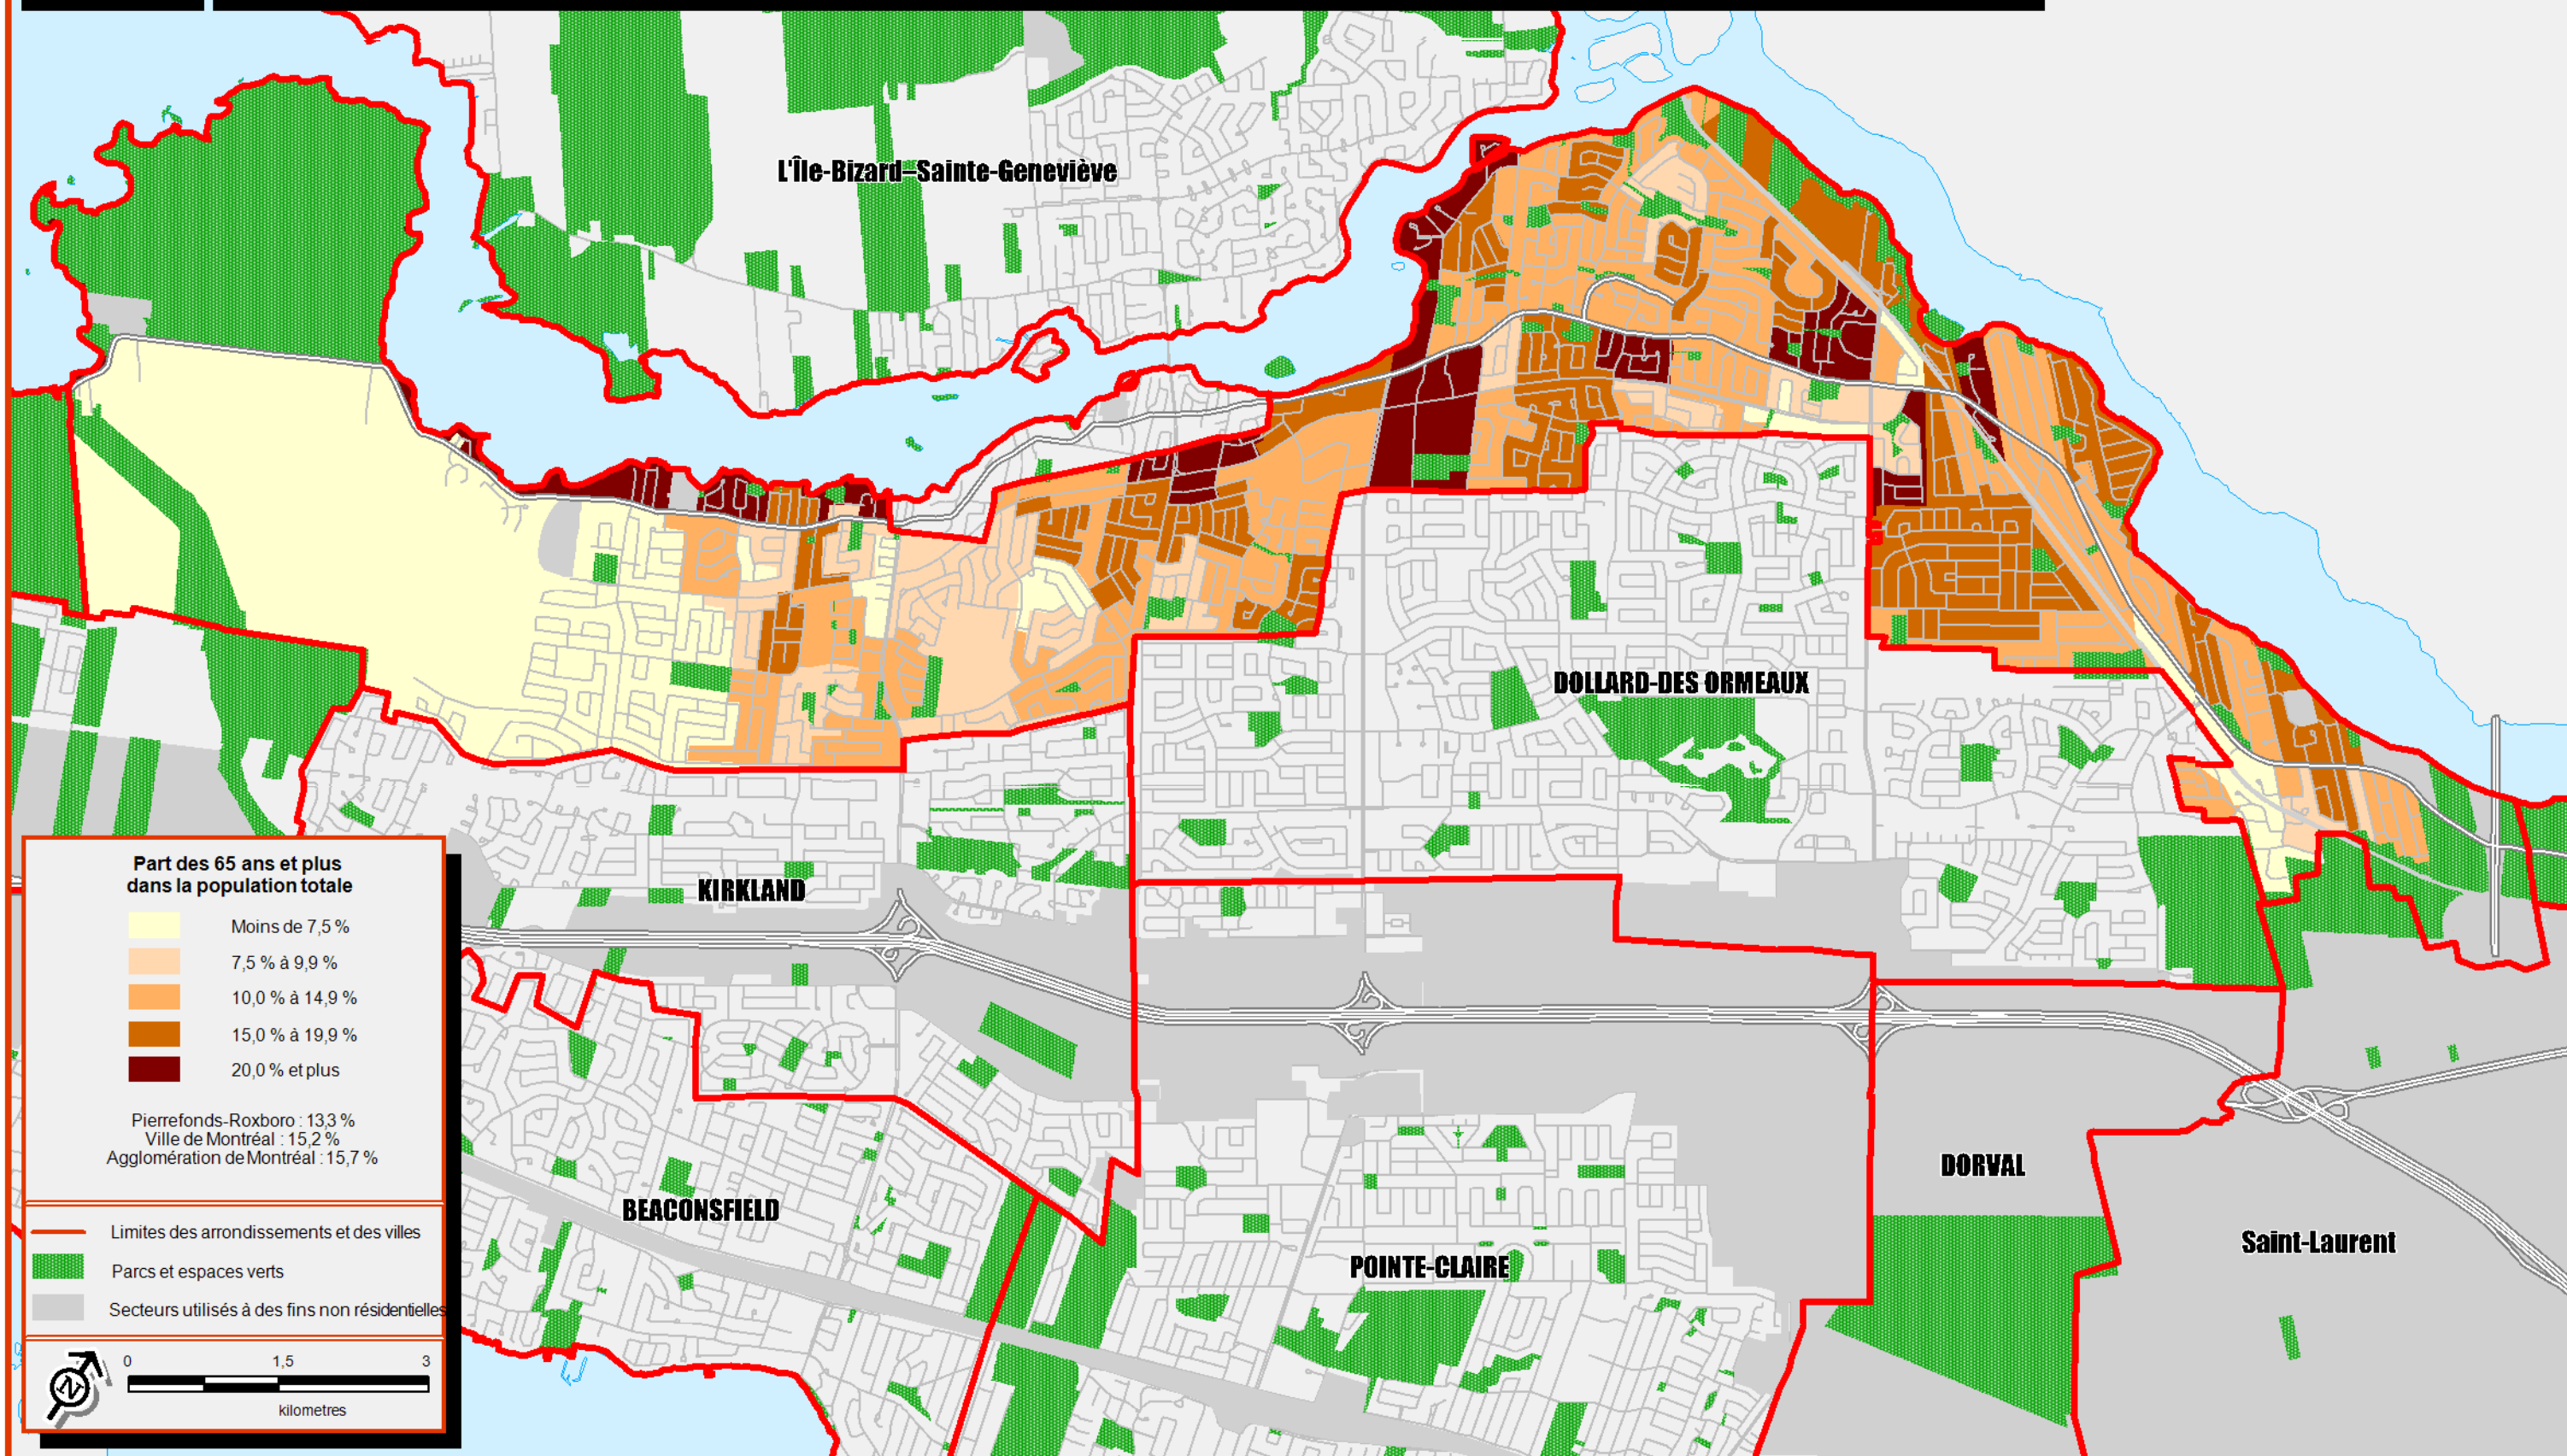 L'Île-Bizard–Sainte-Geneviève
DOLLARD-DES ORMEAUX
KIRKLAND
BEACONSFIELD
POINTE-CLAIRE
DORVAL
Saint-Laurent
Part des 65 ans et plus
dans la population totale
Moins de 7,5 %
7,5 % à 9,9 %
10,0 % à 14,9 %
15,0 % à 19,9 %
20,0 % et plus
Pierrefonds-Roxboro : 13,3 %
Ville de Montréal : 15,2 %
Agglomération de Montréal : 15,7 %
Limites des arrondissements et des villes
Parcs et espaces verts
Secteurs utilisés à des fins non résidentielles
N
0 1,5 3
kilometres